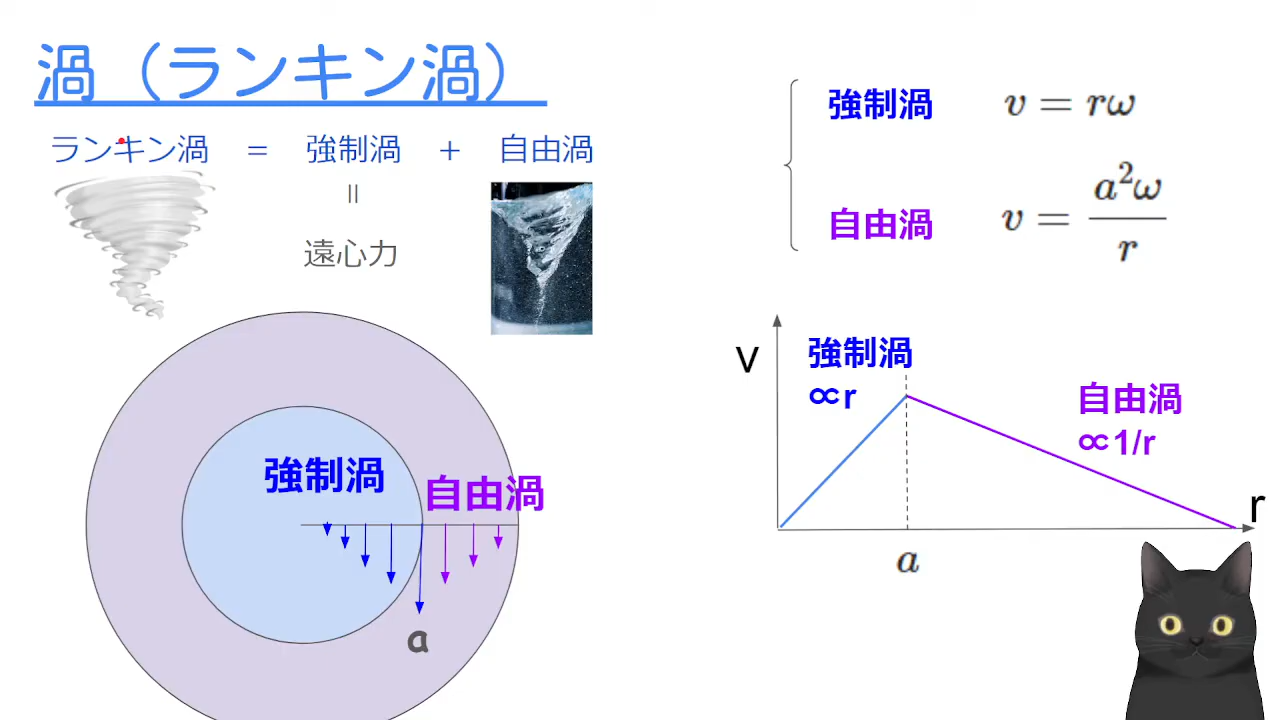 渦（ランキン渦）
ランキン渦 = 強制渦 + 自由渦
=
遠心力
強制渦 v = rω
自由渦 v = a²ω / r
強制渦
自由渦
a
v
強制渦
∝r
自由渦
∝1/r
r
a